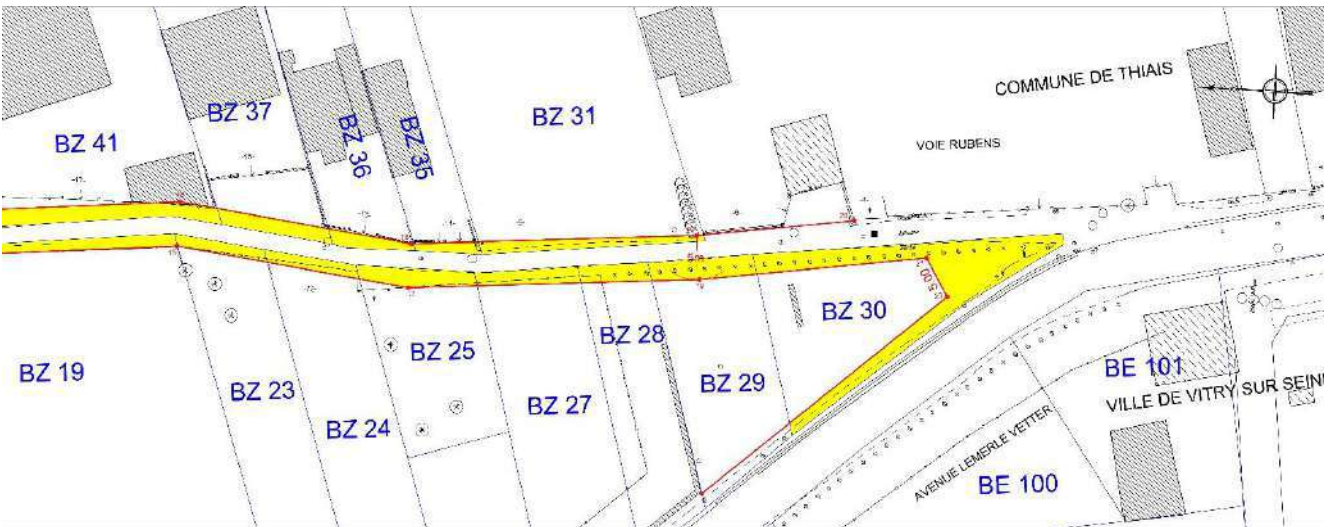 COMMUNE DE THIAIS
BZ 37
BZ 31
BZ 41
BZ 36
BZ 35
VOIE RUBENS
BZ 30
BZ 28
BZ 25
BZ 19
BZ 23
BZ 29
BE 101
VILLE DE VITRY SUR SEINE
BZ 27
BZ 24
AVENUE LEMERLE VETTER
BE 100